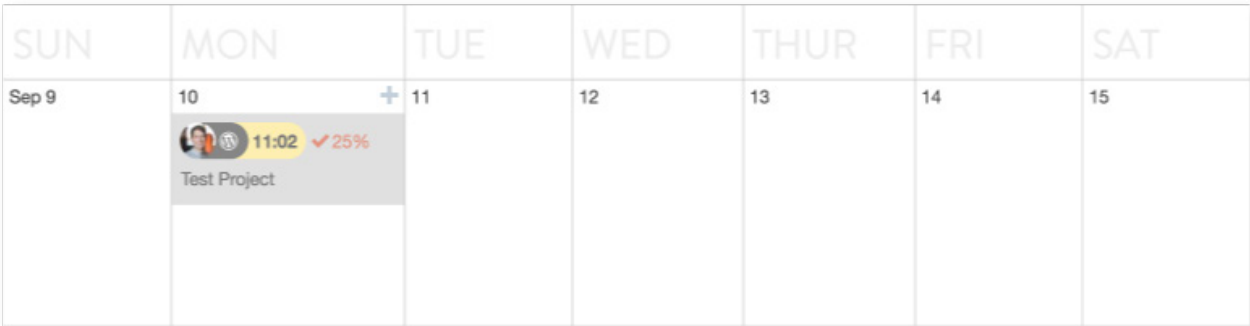 SUN MON TUE WED THUR FRI SAT
Sep 9 10 + 11 12 13 14 15
11:02 ✓25%
Test Project